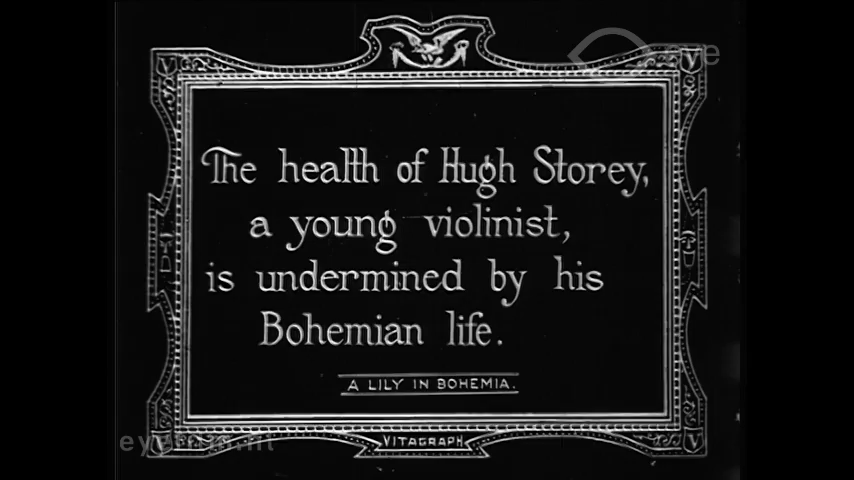 The health of Hugh Storey,
a young violinist,
is undermined by his
Bohemian life.
A LILY IN BOHEMIA.
VITAGRAPH